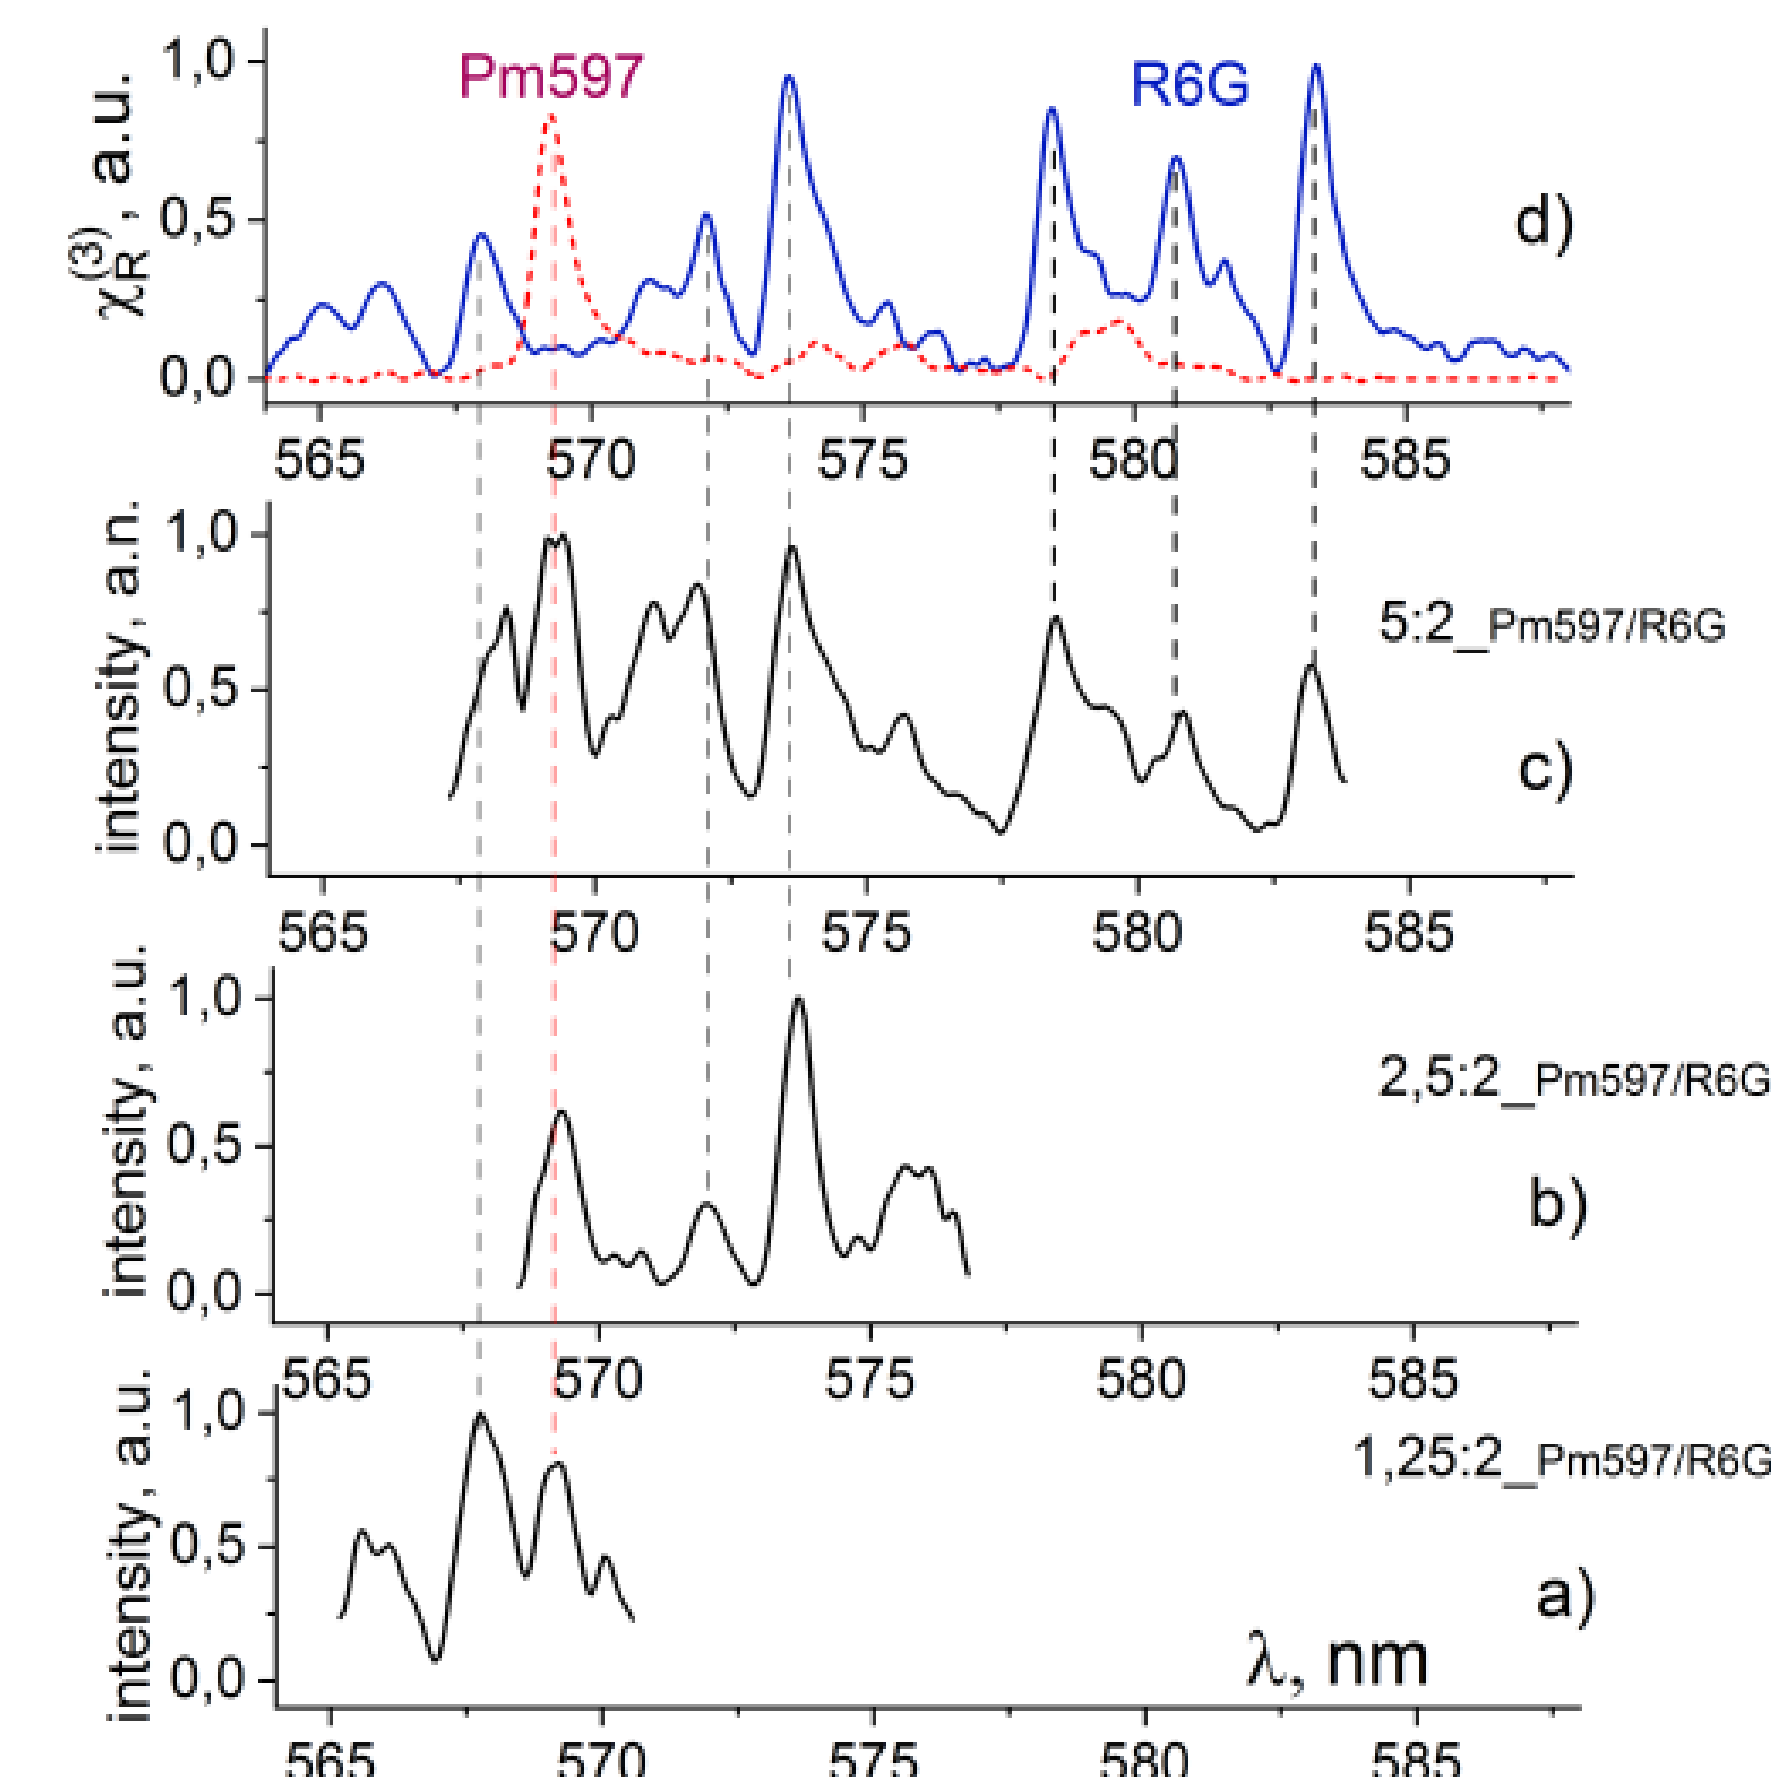 Pm597
R6G
χR(3), a.u.
1,0
0,5
0,0
d)
565 570 575 580 585
intensity, a.n.
1,0
0,5
0,0
5:2_Pm597/R6G
c)
565 570 575 580 585
intensity, a.u.
1,0
0,5
0,0
2,5:2_Pm597/R6G
b)
565 570 575 580 585
intensity, a.u.
1,0
0,5
0,0
1,25:2_Pm597/R6G
a)
λ, nm
565 570 575 580 585